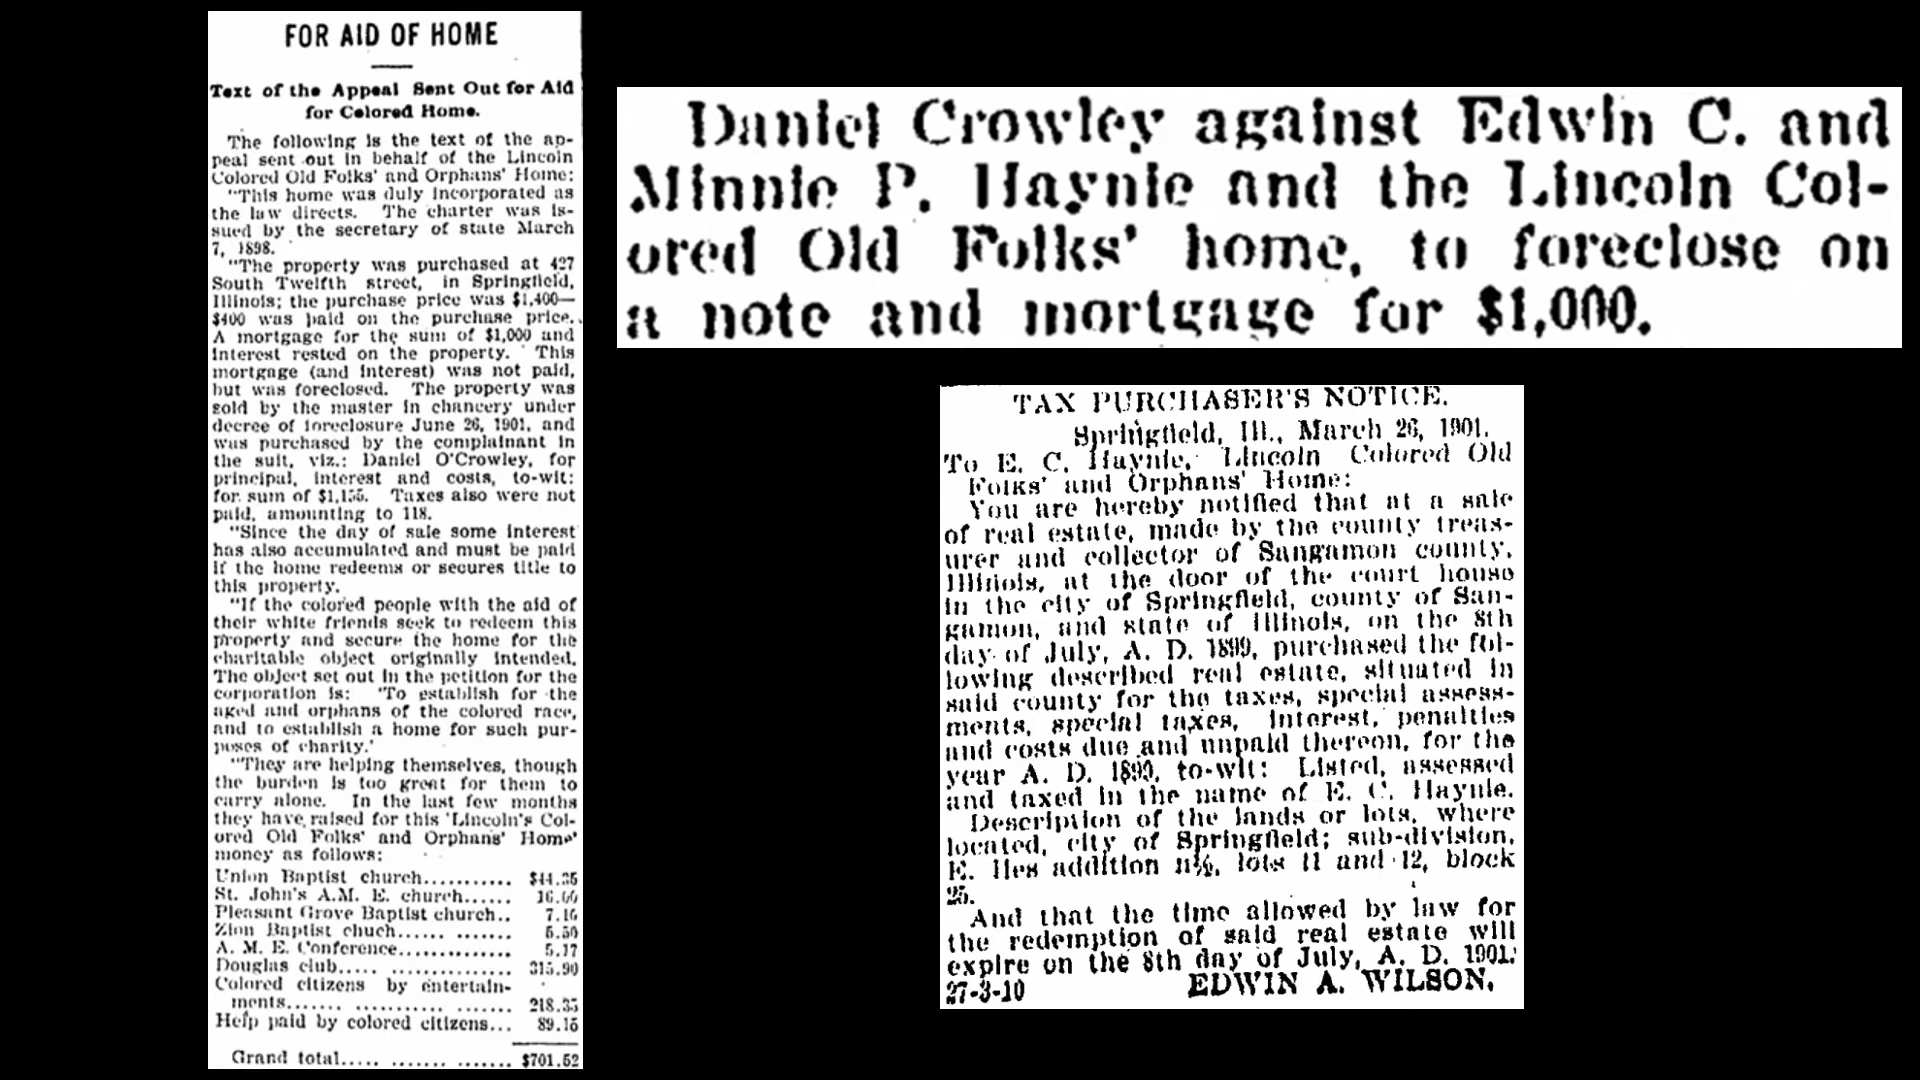 FOR AID OF HOME
Text of the Appeal Sent Out for Aid
for Colored Home.
The following is the text of the ap-
peal sent out in behalf of the Lincoln
Colored Old Folks' and Orphans' Home:
"This home was duly incorporated as
the law directs. The charter was is-
sued by the secretary of state March
7, 1898.
"The property was purchased at 427
South Twelfth street, in Springfield,
Illinois; the purchase price was $1,400—
$400 was paid on the purchase price.
A mortgage for the sum of $1,000 and
interest rested on the property. This
mortgage (and interest) was not paid,
but was foreclosed. The property was
sold by the master in chancery under
decree of foreclosure June 26, 1901, and
was purchased by the complainant in
the suit, viz.: Daniel O'Crowley, for
principal, interest and costs, to-wit:
for sum of $1,155. Taxes also were not
paid, amounting to 118.
"Since the day of sale some interest
has also accumulated and must be paid
if the home redeems or secures title to
this property.
"If the colored people with the aid of
their white friends seek to redeem this
property and secure the home for the
charitable object originally intended.
The object set out in the petition for the
corporation is: 'To establish for the
aged and orphans of the colored race,
and to establish a home for such pur-
poses of charity.'
"They are helping themselves, though
the burden is too great for them to
carry alone. In the last few months
they have raised for this 'Lincoln's Col-
ored Old Folks' and Orphans' Home'
money as follows:
Union Baptist church........... $44.35
St. John's A.M. E. church...... 16.00
Pleasant Grove Baptist church.. 7.10
Zion Baptist chuch...... ....... 5.50
A. M. E. Conference............. 5.17
Douglas club..... ............... 315.90
Colored citizens by entertain-
ments....... ........... ....... 218.35
Help paid by colored citizens... 89.15
Grand total..... ....... ....... $701.52
Daniel Crowley against Edwin C. and
Minnie P. Haynie and the Lincoln Col-
ored Old Folks' home, to foreclose on
a note and mortgage for $1,000.
TAX PURCHASER'S NOTICE.
Springfield, Ill., March 26, 1901.
To E. C. Haynie, Lincoln Colored Old
Folks' and Orphans' Home:
You are hereby notified that at a sale
of real estate, made by the county treas-
urer and collector of Sangamon county,
Illinois, at the door of the court house
in the city of Springfield, county of San-
gamon, and state of Illinois, on the 8th
day of July, A. D. 1899, purchased the fol-
lowing described real estate, situated in
said county for the taxes, special assess-
ments, special taxes, interest, penalties
and costs due and unpaid thereon, for the
year A. D. to-wit: Listed, assessed
and taxed in the name of E. C. Haynie.
Description of the lands or lots, where
located, city of Springfield; sub-division,
E. Iles addition n½, lots 11 and 12, block
25.
And that the time allowed by law for
the redemption of said real estate will
expire on the 8th day of July, A. D. 1901.
27-3-10 EDWIN A. WILSON.